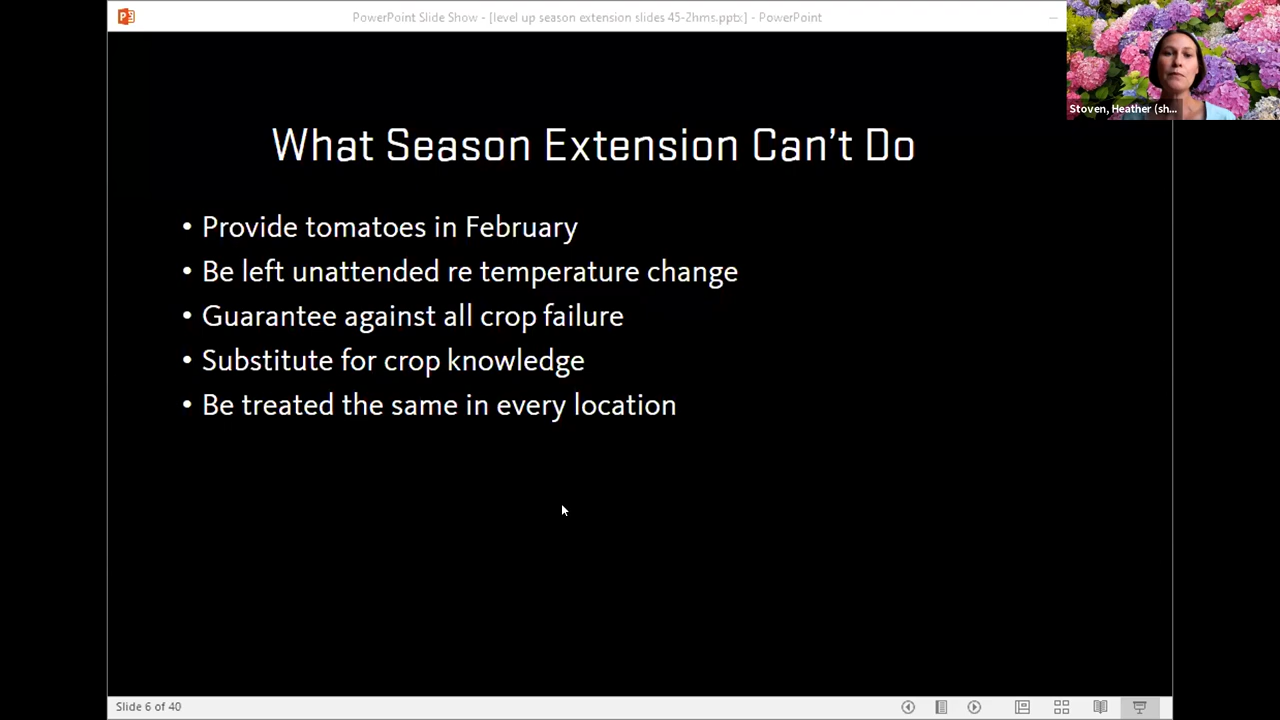 PowerPoint Slide Show - [level up season extension slides 45-2hms.pptx] - PowerPoint
Stoven, Heather (sh...
What Season Extension Can't Do
• Provide tomatoes in February
• Be left unattended re temperature change
• Guarantee against all crop failure
• Substitute for crop knowledge
• Be treated the same in every location
Slide 6 of 40